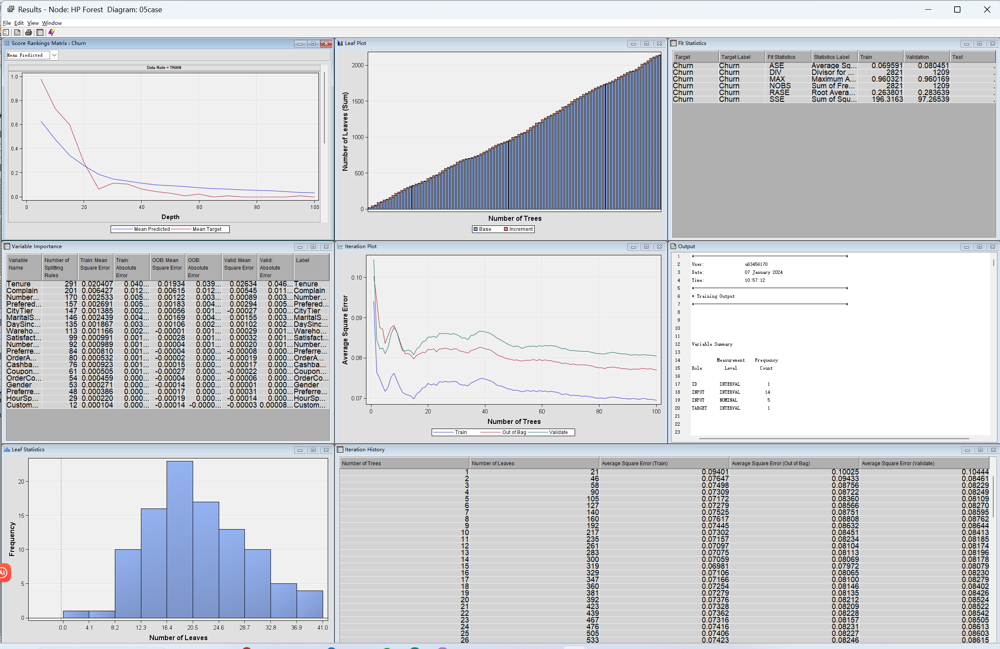 Results - Node: HP Forest Diagram: 05case
File Edit View Window
Score Rankings Matrix : Churn
Mean Predicted
Data Role = TRAIN
1.0
0.8
0.6
0.4
0.2
0.0
0 20 40 60 80 100
Depth
Mean Predicted Mean Target
Leaf Plot
Number of Leaves (Sum)
2000
1500
1000
500
0
Number of Trees
Base Increment
Fit Statistics
Target Target Label Fit Statistics Statistics Label Train Validation Test
Churn Churn ASE Average Sq... 0.069591 0.080451 .
Churn Churn DIV Divisor for ... 2821 1209 .
Churn Churn MAX Maximum A... 0.960321 0.960169 .
Churn Churn NOBS Sum of Fre... 2821 1209 .
Churn Churn RASE Root Avera... 0.263801 0.283639 .
Churn Churn SSE Sum of Squ... 196.3163 97.26539 .
Variable Importance
Variable Name Number of Splitting Rules Train: Mean Square Error Train: Absolute Error OOB: Mean Square Error OOB: Absolute Error Valid: Mean Square Error Valid: Absolute Error Label
Tenure 291 0.020407 0.040... 0.01934 0.039... 0.02634 0.046... Tenure
Complain 201 0.006427 0.012... 0.00615 0.012... 0.00545 0.011... Complain
Number... 170 0.002533 0.005... 0.00122 0.003... 0.00089 0.003... Number...
Prefered... 157 0.002691 0.005... 0.00183 0.004... 0.00294 0.005... Prefered...
CityTier 147 0.001385 0.002... 0.00056 0.001... -0.00027 0.000... CityTier
MaritalS... 146 0.002439 0.004... 0.00169 0.004... 0.00155 0.003... MaritalS...
DaySinc... 135 0.001867 0.003... 0.00106 0.002... 0.00102 0.002... DaySinc...
Wareho... 113 0.001166 0.002... -0.00001 0.001... 0.00029 0.001... Wareho...
Satisfact... 99 0.000991 0.001... 0.00028 0.001... 0.00032 0.001... Satisfact...
Number... 92 0.000989 0.001... 0.00004 0.001... 0.00020 0.001... Number...
Preferre... 84 0.000810 0.001... -0.00004 0.000... -0.00008 0.000... Preferre...
OrderA... 80 0.000532 0.001... -0.00002 0.000... -0.00019 0.000... OrderA...
Cashba... 76 0.000923 0.001... 0.00015 0.000... 0.00017 0.000... Cashba...
Coupon... 61 0.000505 0.001... -0.00027 0.000... -0.00022 0.000... Coupon...
OrderCo... 54 0.000459 0.000... -0.00004 0.000... -0.00006 0.000... OrderCo...
Gender 53 0.000271 0.000... -0.00014 0.000... 0.00001 0.000... Gender
Preferre... 48 0.000386 0.000... 0.00017 0.000... 0.00031 0.000... Preferre...
HourSp... 29 0.000220 0.000... -0.00019 0.000... -0.00014 0.000... HourSp...
Custom... 12 0.000104 0.000... -0.00014 -0.0000... -0.00003 0.00008... Custom...
Iteration Plot
Average Square Error
0.10
0.09
0.08
0.07
0 20 40 60 80 100
Number of Trees
Train Out of Bag Validate
Output
1 *
2 User: u63456170
3 Date: 07 January 2024
4 Time: 10:57:12
5 *
6 * Training Output
7 *
8
9
10
11
12 Variable Summary
13
14 Measurement Frequency
15 Role Level Count
16
17 ID INTERVAL 1
18 INPUT INTERVAL 14
19 INPUT NOMINAL 5
20 TARGET INTERVAL 1
21
22
23
Leaf Statistics
Frequency
20
15
10
5
0
0.0 4.1 8.2 12.3 16.4 20.5 24.6 28.7 32.8 36.9 41.0
Number of Leaves
AI
Iteration History
Number of Trees Number of Leaves Average Square Error (Train) Average Square Error (Out of Bag) Average Square Error (Validate)
1 21 0.09401 0.10025 0.10444
2 46 0.07647 0.09433 0.08461
3 58 0.07498 0.08756 0.08229
4 90 0.07309 0.08722 0.08249
5 105 0.07172 0.08360 0.08109
6 127 0.07279 0.08566 0.08270
7 140 0.07525 0.08751 0.08595
8 160 0.07617 0.08808 0.08762
9 192 0.07445 0.08632 0.08644
10 217 0.07302 0.08451 0.08413
11 235 0.07157 0.08234 0.08185
12 261 0.07097 0.08104 0.08174
13 283 0.07075 0.08113 0.08196
14 300 0.07059 0.08069 0.08178
15 319 0.06981 0.07972 0.08079
16 329 0.07106 0.08065 0.08230
17 347 0.07166 0.08100 0.08279
18 360 0.07254 0.08146 0.08402
19 381 0.07279 0.08135 0.08426
20 392 0.07376 0.08212 0.08524
21 423 0.07328 0.08209 0.08522
22 439 0.07362 0.08228 0.08542
23 467 0.07316 0.08157 0.08505
24 476 0.07416 0.08231 0.08613
25 505 0.07406 0.08227 0.08603
26 533 0.07423 0.08246 0.08615